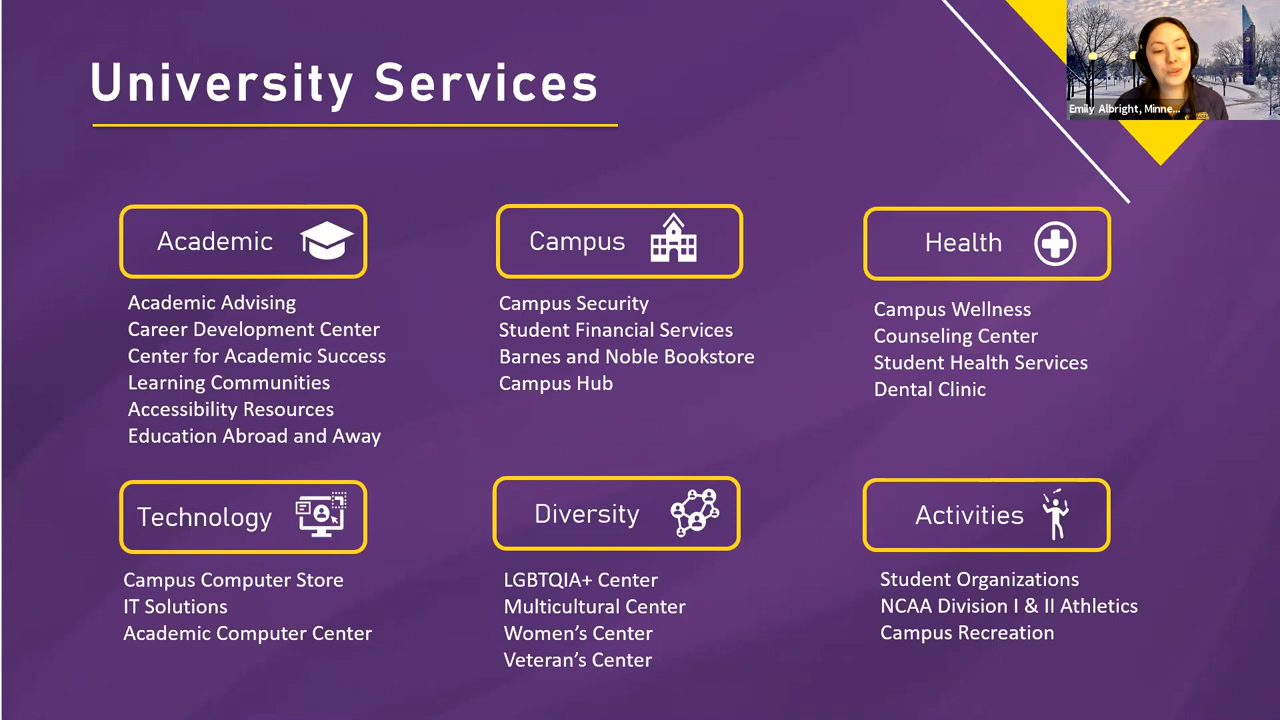 University Services
Emily Albright, Minne...
Academic
Academic Advising
Career Development Center
Center for Academic Success
Learning Communities
Accessibility Resources
Education Abroad and Away
Campus
Campus Security
Student Financial Services
Barnes and Noble Bookstore
Campus Hub
Health
Campus Wellness
Counseling Center
Student Health Services
Dental Clinic
Technology
Campus Computer Store
IT Solutions
Academic Computer Center
Diversity
LGBTQIA+ Center
Multicultural Center
Women's Center
Veteran's Center
Activities
Student Organizations
NCAA Division I & II Athletics
Campus Recreation